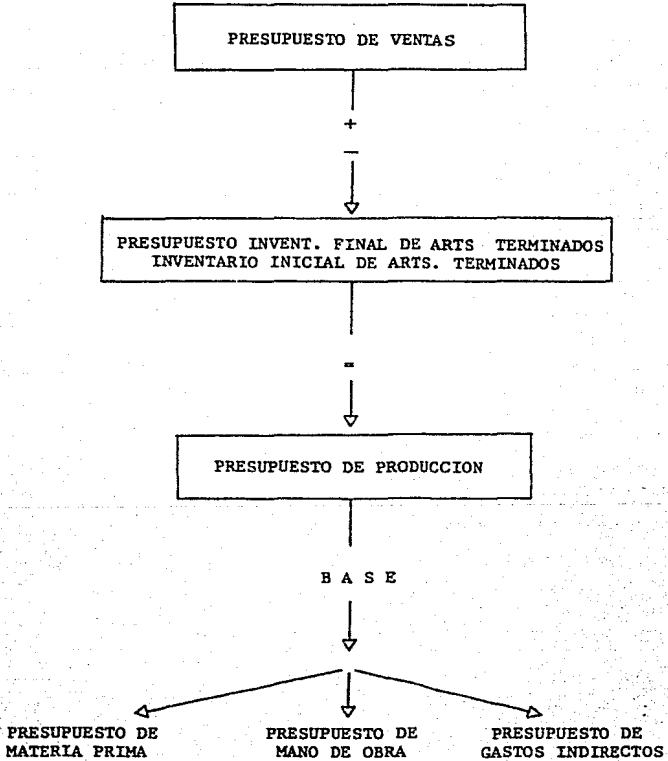 PRESUPUESTO DE VENTAS
+
—
PRESUPUESTO INVENT. FINAL DE ARTS TERMINADOS
INVENTARIO INICIAL DE ARTS. TERMINADOS
=
PRESUPUESTO DE PRODUCCION
B A S E
PRESUPUESTO DE
MATERIA PRIMA
PRESUPUESTO DE
MANO DE OBRA
PRESUPUESTO DE
GASTOS INDIRECTOS